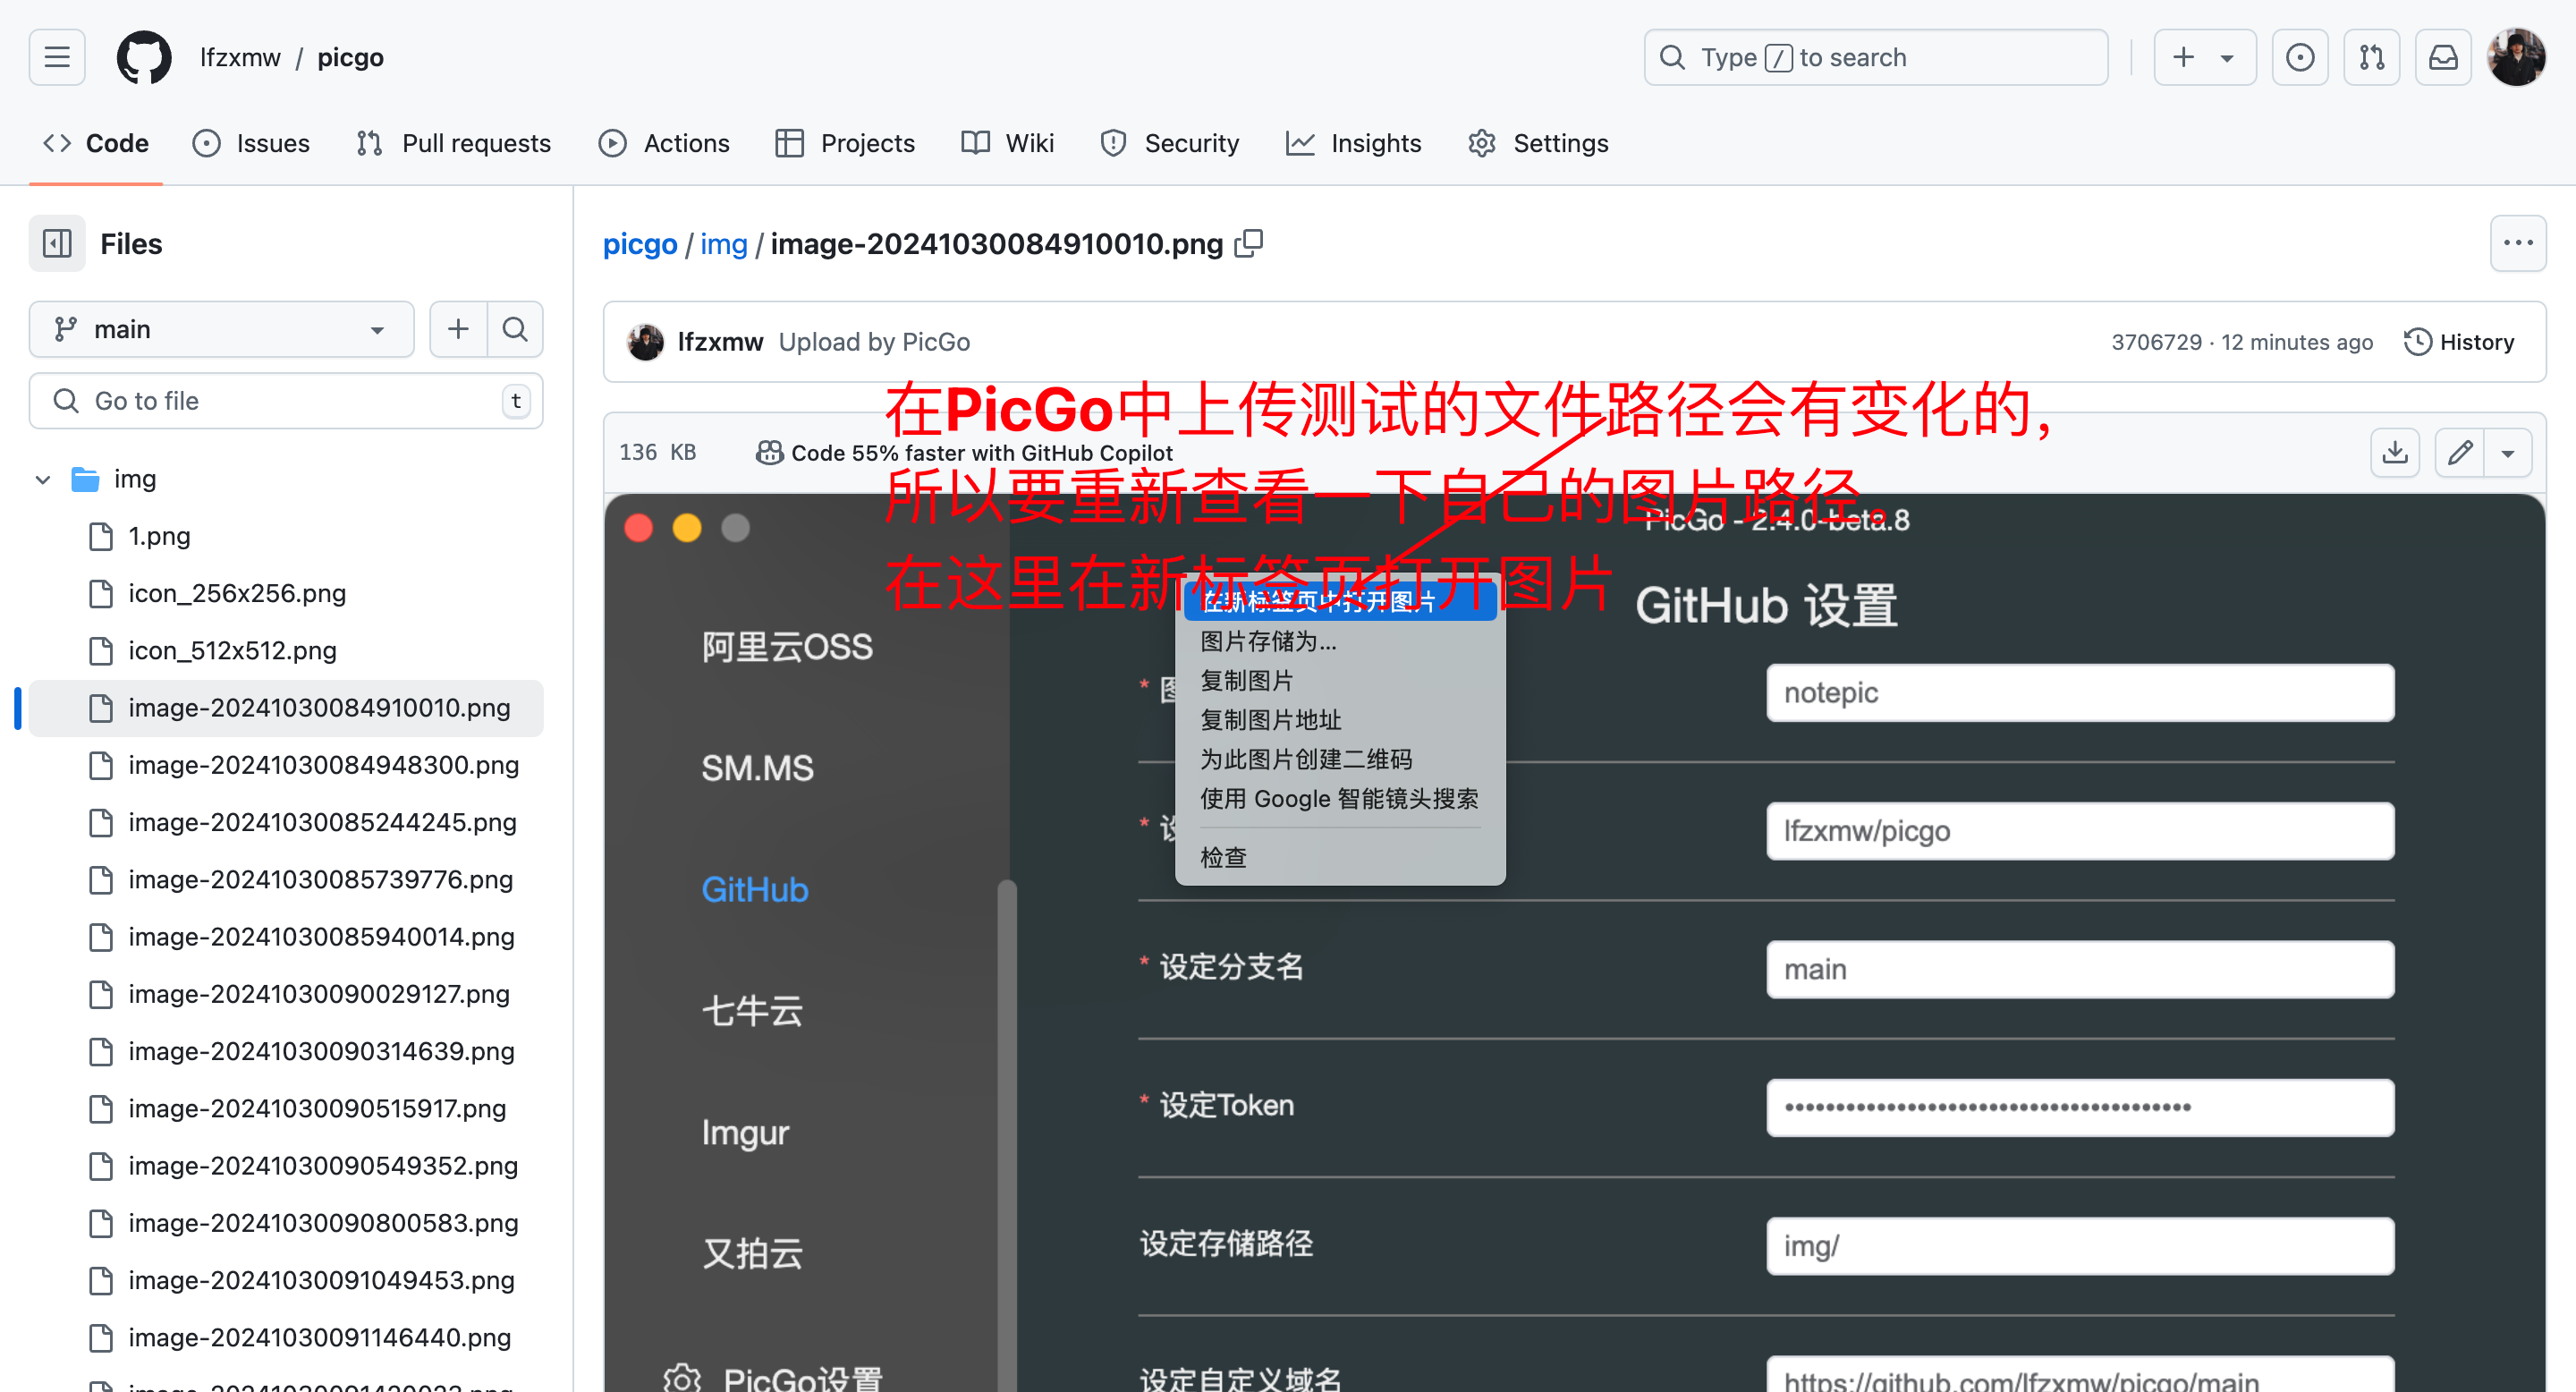 lfzxmw / picgo
Type / to search
Code
Issues
Pull requests
Actions
Projects
Wiki
Security
Insights
Settings
Files
main
Go to file
t
img
1.png
icon_256x256.png
icon_512x512.png
image-20241030084910010.png
image-20241030084948300.png
image-20241030085244245.png
image-20241030085739776.png
image-20241030085940014.png
image-20241030090029127.png
image-20241030090314639.png
image-20241030090515917.png
image-20241030090549352.png
image-20241030090800583.png
image-20241030091049453.png
image-20241030091146440.png
picgo / img / image-20241030084910010.png
lfzxmw Upload by PicGo
3706729 · 12 minutes ago
History
136 KB
Code 55% faster with GitHub Copilot
在PicGo中上传测试的文件路径会有变化的,
所以要重新查看一下自己的图片路径。
在这里在新标签页打开图片
PicGo - 2.4.0-beta.8
GitHub 设置
阿里云OSS
SM.MS
GitHub
七牛云
Imgur
又拍云
PicGo设置
在新标签页中打开图片
图片存储为...
复制图片
复制图片地址
为此图片创建二维码
使用 Google 智能镜头搜索
检查
notepic
* 设
lfzxmw/picgo
* 设定分支名
main
* 设定Token
设定存储路径
img/
设定自定义域名
https://github.com/lfzxmw/picgo/main